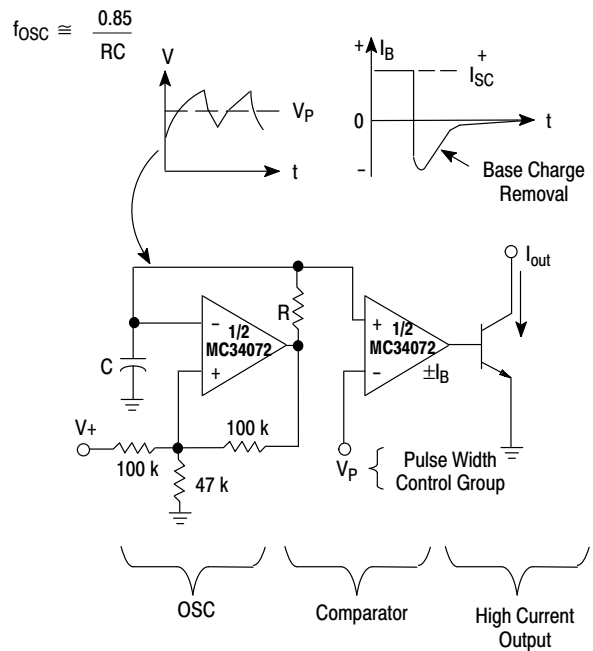 fOSC ≅ 0.85
RC
V
VP
t
+
IB
+
ISC
0
t
–
Base Charge
Removal
Iout
R
–
1/2
MC34072
+
C
+
1/2
MC34072
–
±IB
V+
100 k
100 k
47 k
VP
Pulse Width
Control Group
OSC
Comparator
High Current
Output